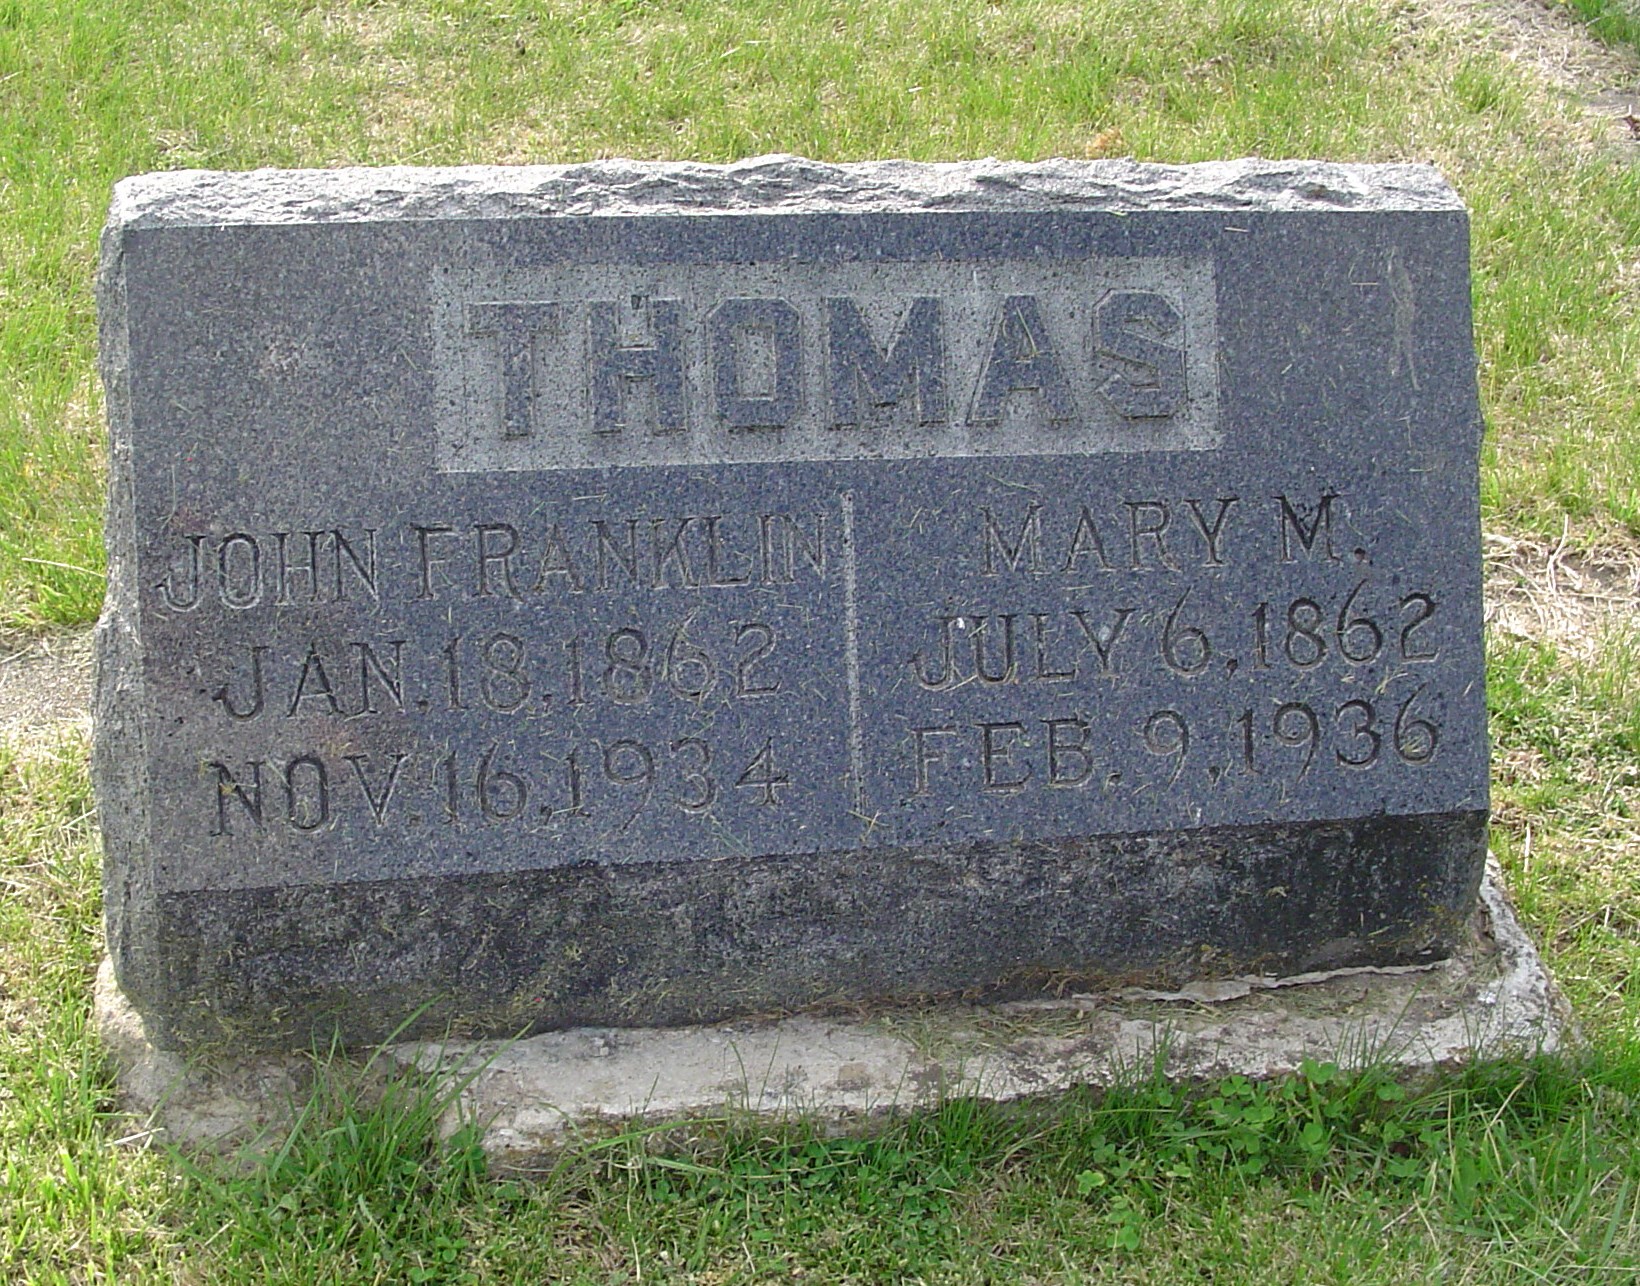 THOMAS
JOHN FRANKLIN
JAN. 18, 1862
NOV. 16, 1934
MARY M.
JULY 6, 1862
FEB. 9, 1936